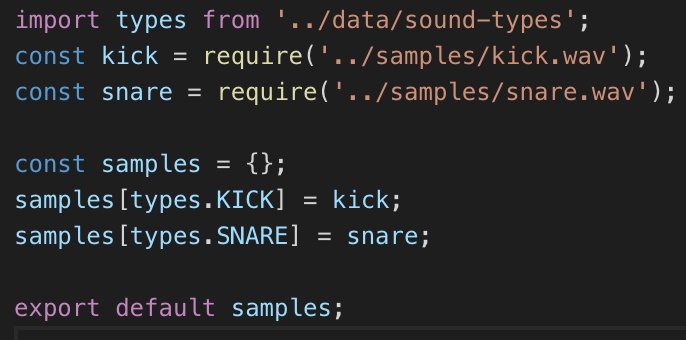 import types from '../data/sound-types';
const kick = require('../samples/kick.wav');
const snare = require('../samples/snare.wav');

const samples = {};
samples[types.KICK] = kick;
samples[types.SNARE] = snare;

export default samples;